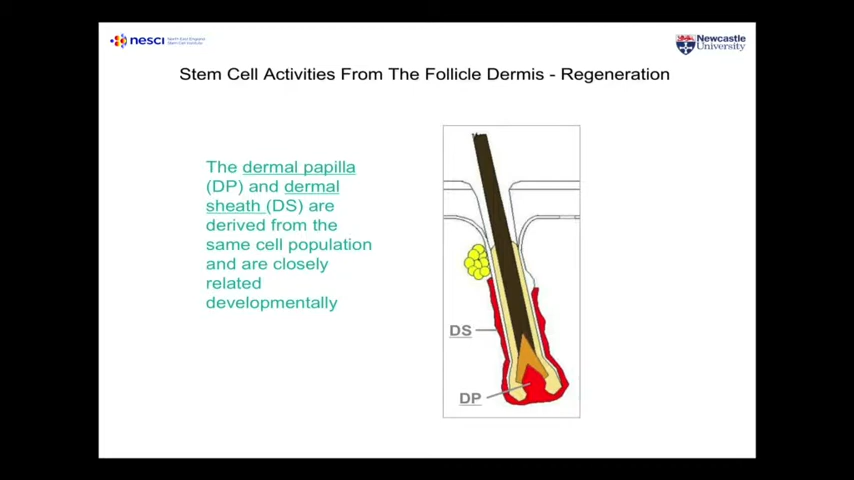 nesci
North East England
Stem Cell Institute
Newcastle
University
Stem Cell Activities From The Follicle Dermis - Regeneration
The dermal papilla
(DP) and dermal
sheath (DS) are
derived from the
same cell population
and are closely
related
developmentally
DS
DP